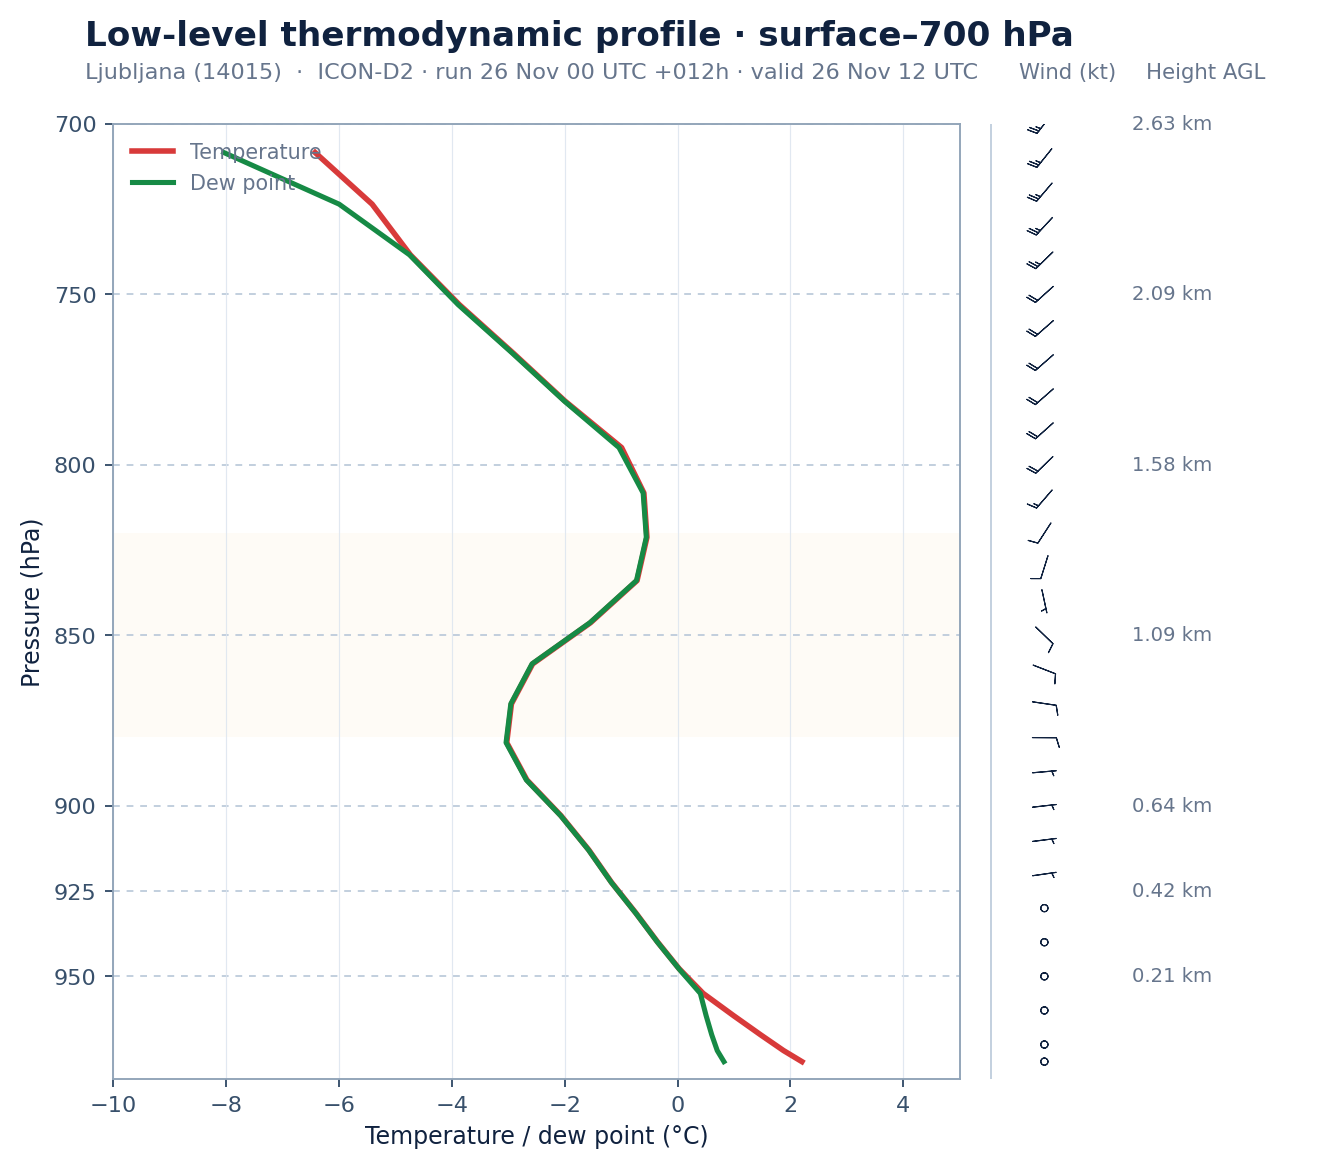 Low-level thermodynamic profile · surface–700 hPa
Ljubljana (14015)  ·  ICON-D2 · run 26 Nov 00 UTC +012h · valid 26 Nov 12 UTC
Wind (kt)
Height AGL
Temperature
Dew point
700
750
800
850
900
925
950
Pressure (hPa)
2.63 km
2.09 km
1.58 km
1.09 km
0.64 km
0.42 km
0.21 km
−10 −8 −6 −4 −2 0 2 4
Temperature / dew point (°C)